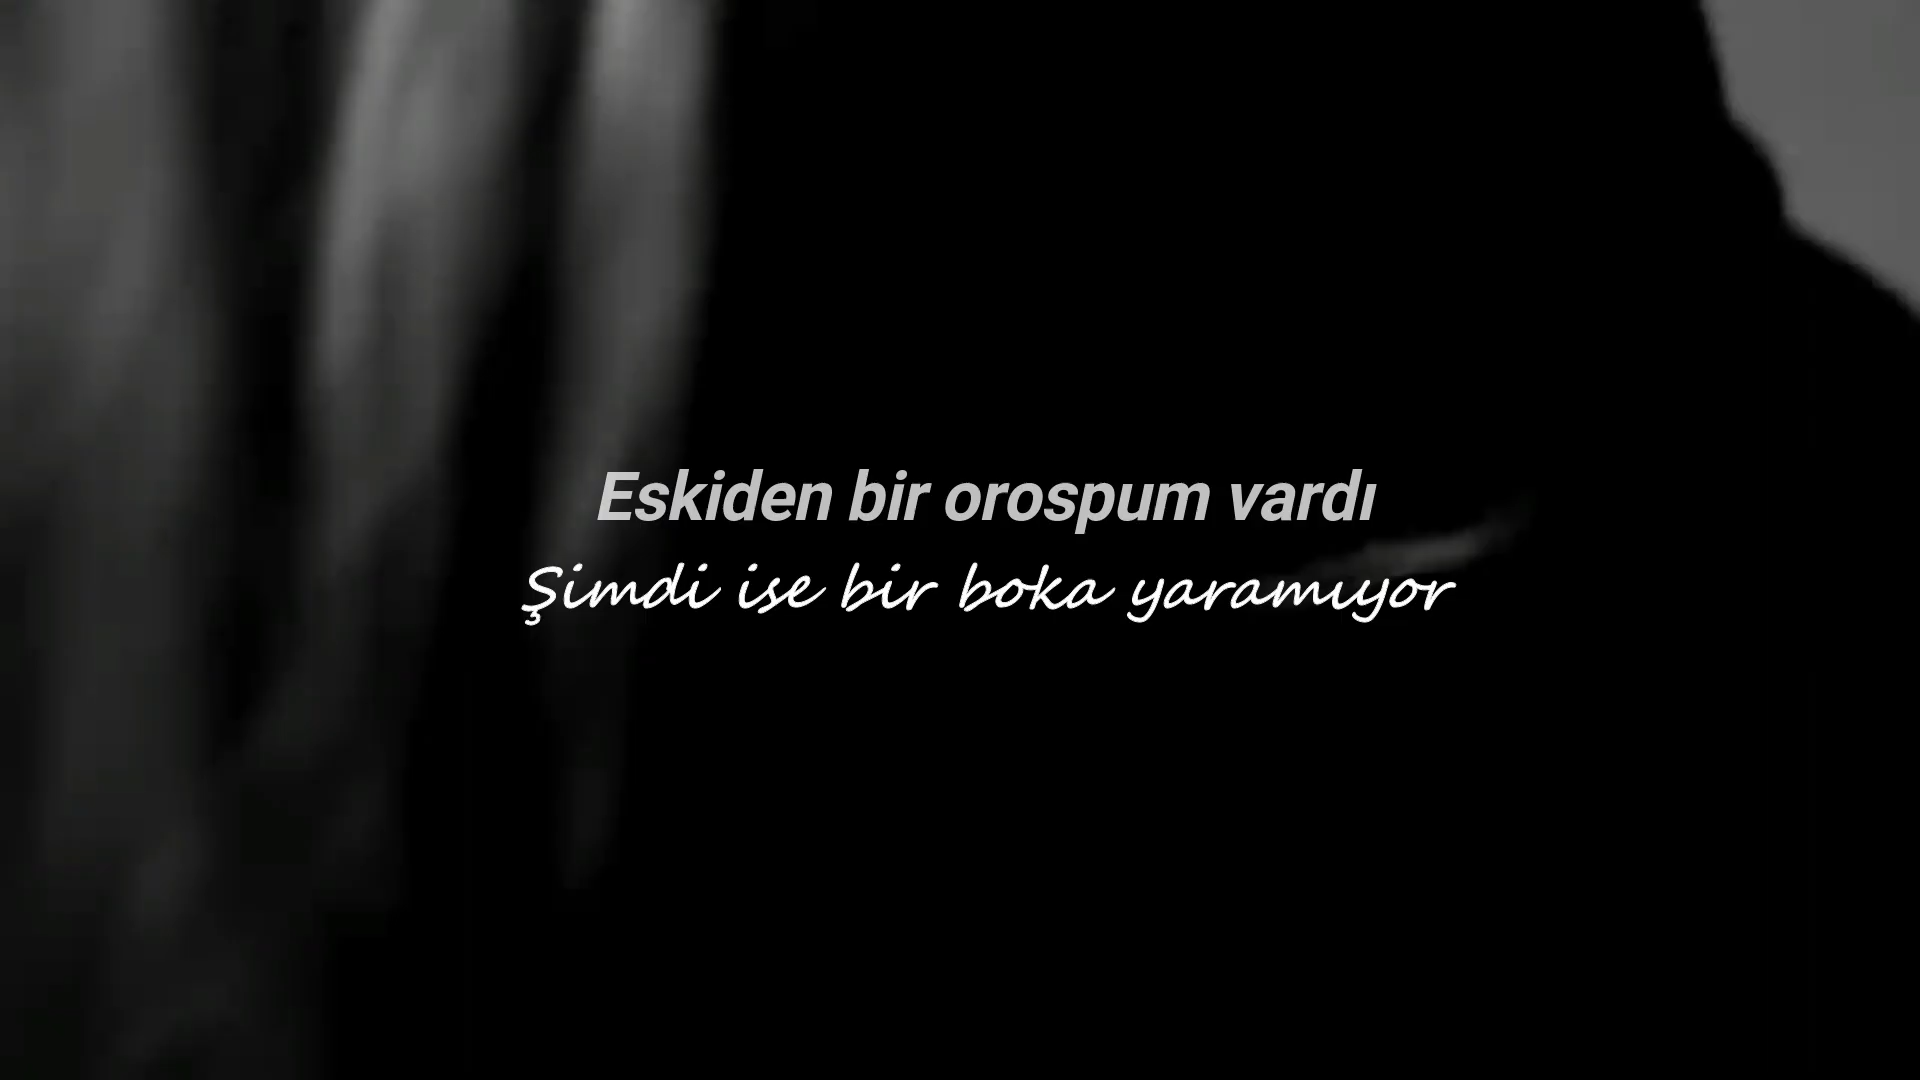 Eskiden bir orospum vardı
Şimdi ise bir boka yaramıyor